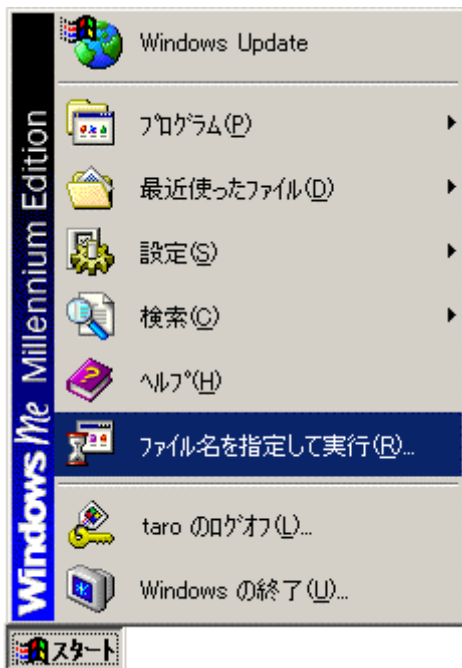 Windows Update
ﾌﾟﾛｸﾞﾗﾑ(P)
最近使ったﾌｧｲﾙ(D)
設定(S)
検索(C)
ﾍﾙﾌﾟ(H)
ファイル名を指定して実行(R)...
taro のﾛｸﾞｵﾌ(L)...
Windows の終了(U)...
Windows Me Millennium Edition
スタート